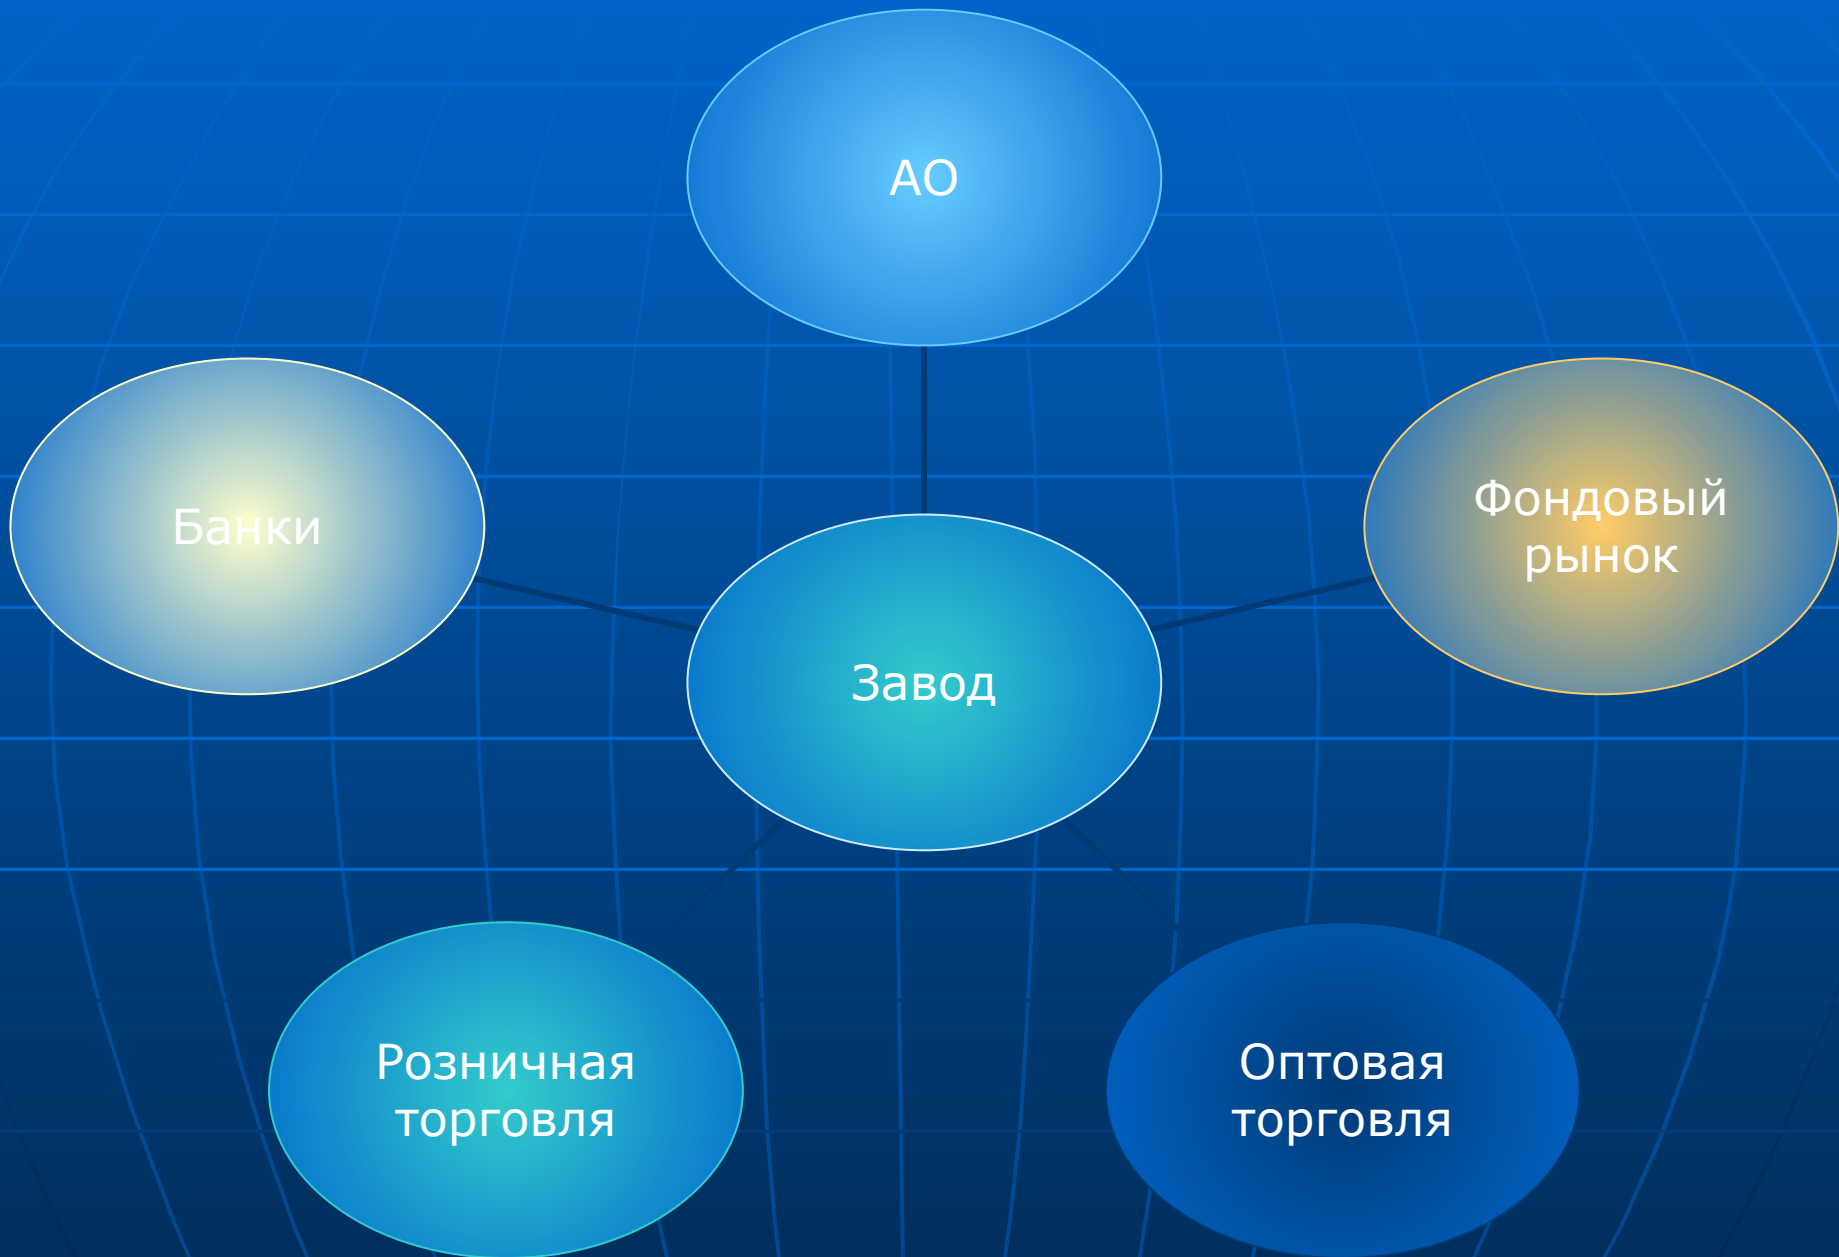 АО
Банки
Фондовый
рынок
Завод
Розничная
торговля
Оптовая
торговля